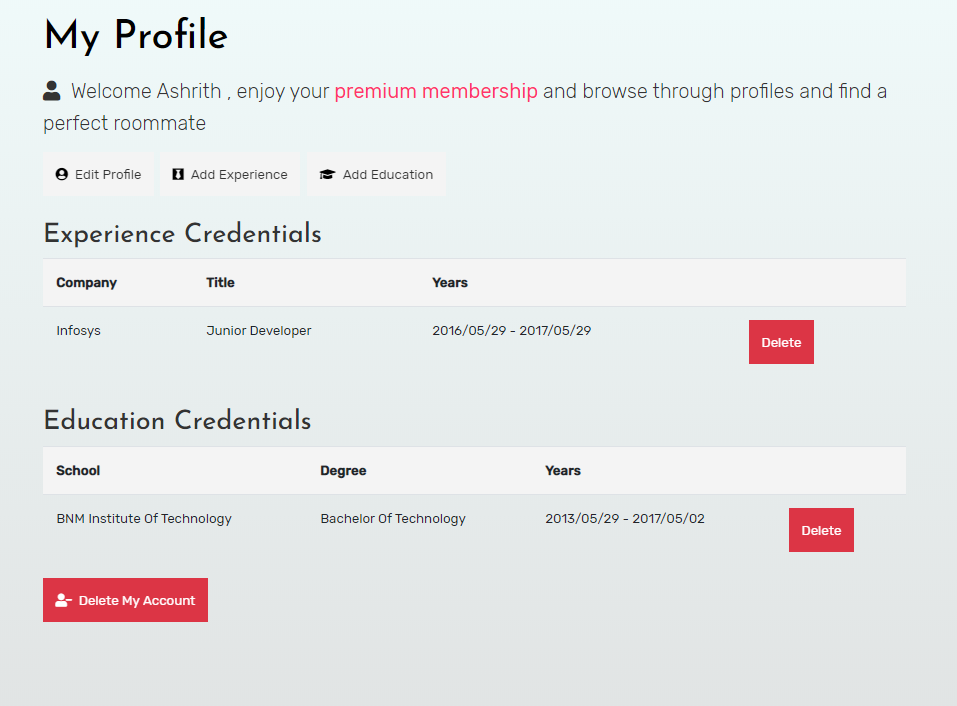 My Profile
Welcome Ashrith , enjoy your premium membership and browse through profiles and find a
perfect roommate
Edit Profile Add Experience Add Education
Experience Credentials
Company Title Years
Infosys Junior Developer 2016/05/29 - 2017/05/29 Delete
Education Credentials
School Degree Years
BNM Institute Of Technology Bachelor Of Technology 2013/05/29 - 2017/05/02 Delete
Delete My Account